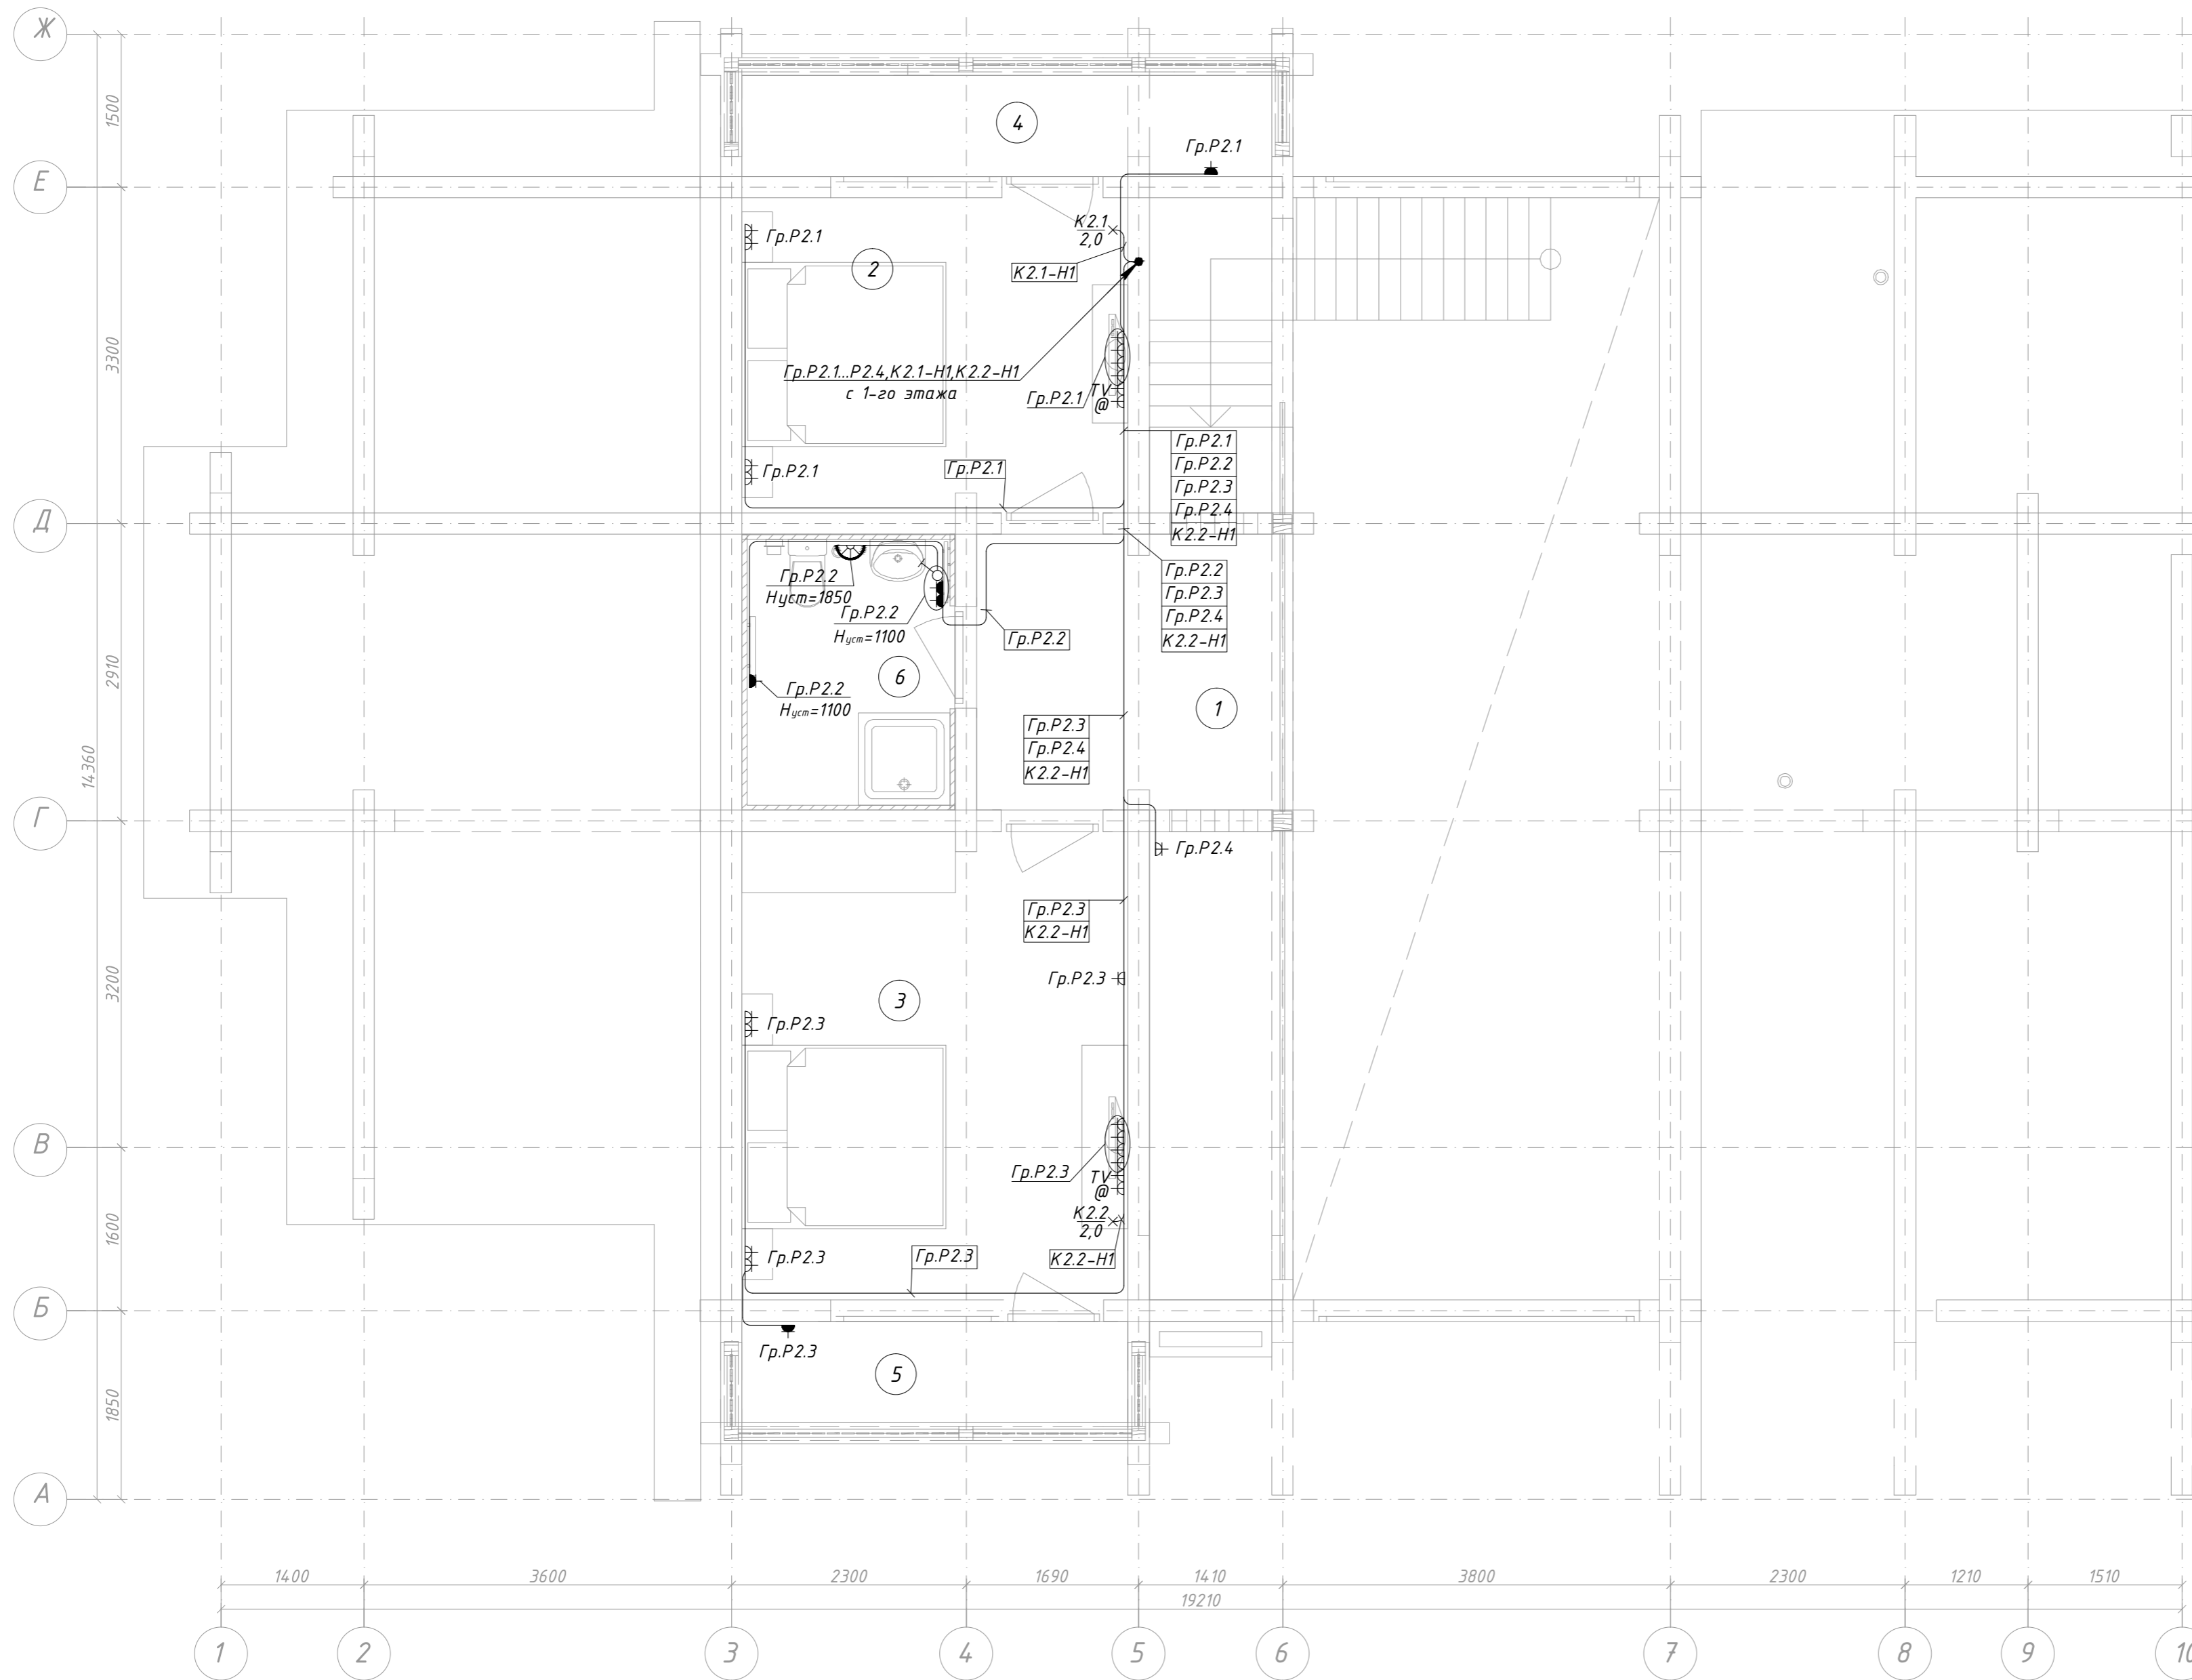 Ж
1500
4
Гр.Р2.1
Е
К2.1
2,0
Гр.Р2.1
2
К2.1-Н1
3300
Гр.Р2.1...Р2.4,К2.1-Н1,К2.2-Н1
с 1-го этажа
Гр.Р2.1
TV
@
Гр.Р2.1
Гр.Р2.2
Гр.Р2.3
Гр.Р2.4
К2.2-Н1
Гр.Р2.1
Гр.Р2.1
Д
Гр.Р2.2
Нуст=1850
Гр.Р2.2
Нуст=1100
Гр.Р2.2
Гр.Р2.2
Гр.Р2.3
Гр.Р2.4
К2.2-Н1
2910
6
Гр.Р2.2
Нуст=1100
1
Гр.Р2.3
Гр.Р2.4
К2.2-Н1
14360
Г
Гр.Р2.4
Гр.Р2.3
К2.2-Н1
3200
Гр.Р2.3
3
Гр.Р2.3
В
Гр.Р2.3
TV
@
К2.2
2,0
1600
Гр.Р2.3
Гр.Р2.3
К2.2-Н1
Б
Гр.Р2.3
5
1850
А
1400
3600
2300
1690
1410
3800
2300
1210
1510
19210
1
2
3
4
5
6
7
8
9
10